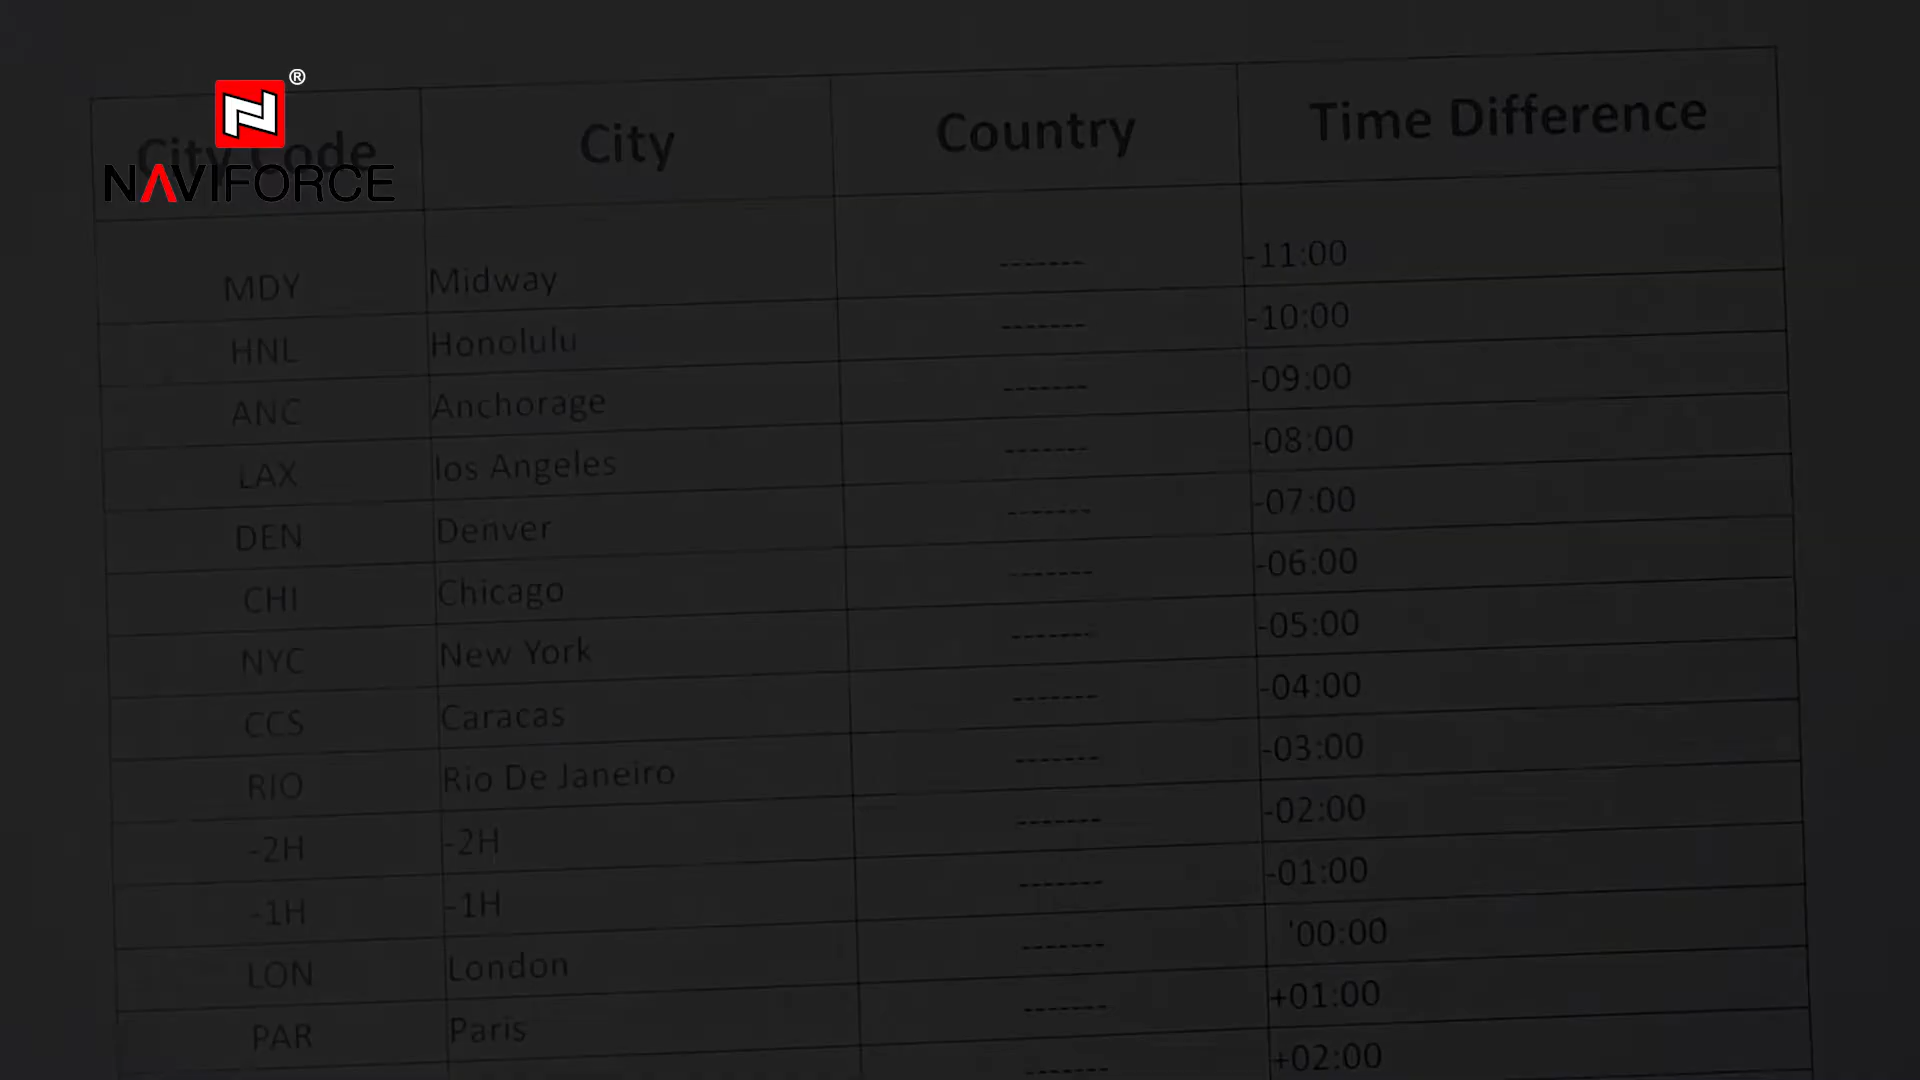 ®
NAVIFORCE
City Code City Country Time Difference
MDY Midway ------- -11:00
HNL Honolulu ------- -10:00
ANC Anchorage ------- -09:00
LAX los Angeles ------- -08:00
DEN Denver ------- -07:00
CHI Chicago ------- -06:00
NYC New York ------- -05:00
CCS Caracas ------- -04:00
RIO Rio De Janeiro ------- -03:00
-2H -2H ------- -02:00
-1H -1H ------- -01:00
LON London ------- '00:00
PAR Paris ------- +01:00
------- +02:00